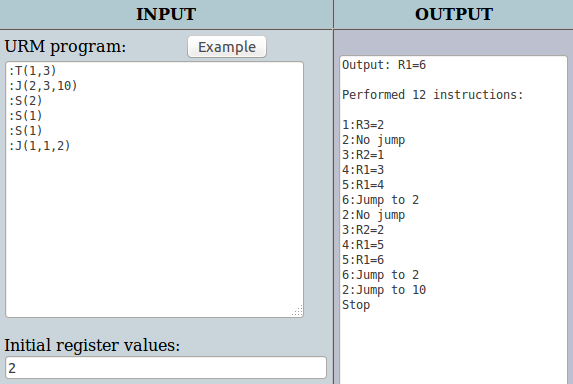 INPUT
URM program:
Example
:T(1,3)
:J(2,3,10)
:S(2)
:S(1)
:S(1)
:J(1,1,2)
Initial register values:
2
OUTPUT
Output: R1=6
Performed 12 instructions:
1:R3=2
2:No jump
3:R2=1
4:R1=3
5:R1=4
6:Jump to 2
2:No jump
3:R2=2
4:R1=5
5:R1=6
6:Jump to 2
2:Jump to 10
Stop